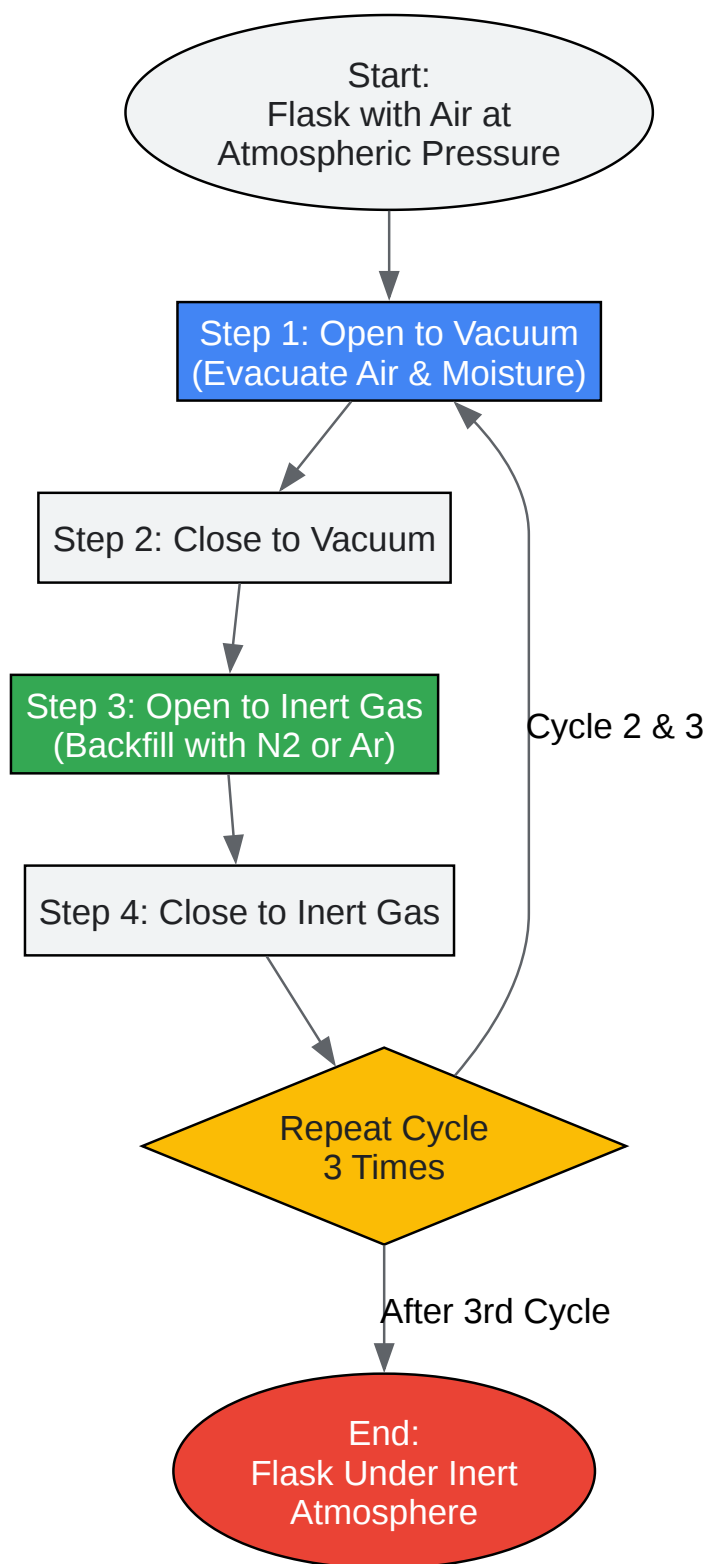 Start:
Flask with Air at
Atmospheric Pressure
Step 1: Open to Vacuum
(Evacuate Air & Moisture)
Step 2: Close to Vacuum
Step 3: Open to Inert Gas
(Backfill with N2 or Ar)
Cycle 2 & 3
Step 4: Close to Inert Gas
Repeat Cycle
3 Times
After 3rd Cycle
End:
Flask Under Inert
Atmosphere